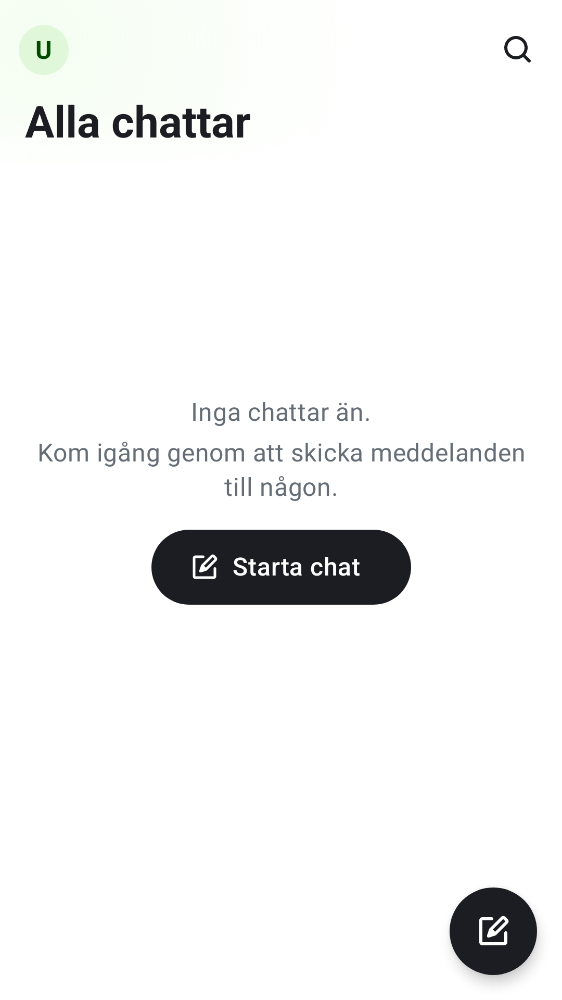 U
Alla chattar
Inga chattar än.
Kom igång genom att skicka meddelanden
till någon.
Starta chat